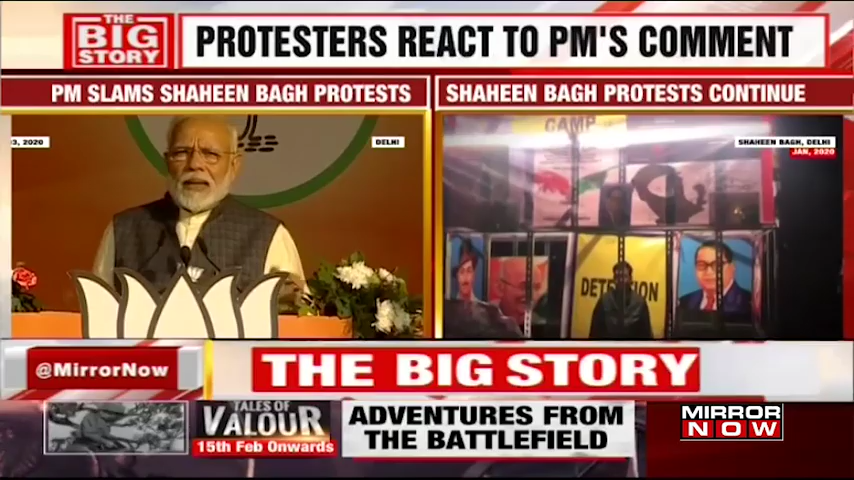 THE
BIG
STORY
PROTESTERS REACT TO PM'S COMMENT
PM SLAMS SHAHEEN BAGH PROTESTS
SHAHEEN BAGH PROTESTS CONTINUE
3, 2020
DELHI
CAMP
SHAHEEN BAGH, DELHI
JAN, 2020
DETENTION
@MirrorNow
THE BIG STORY
TALES OF
VALOUR
15th Feb Onwards
ADVENTURES FROM
THE BATTLEFIELD
MIRROR
NOW